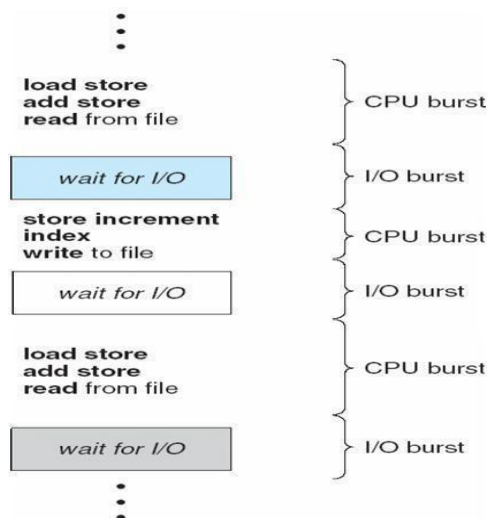 load store
add store
read from file
CPU burst
wait for I/O
I/O burst
store increment
index
write to file
CPU burst
wait for I/O
I/O burst
load store
add store
read from file
CPU burst
wait for I/O
I/O burst